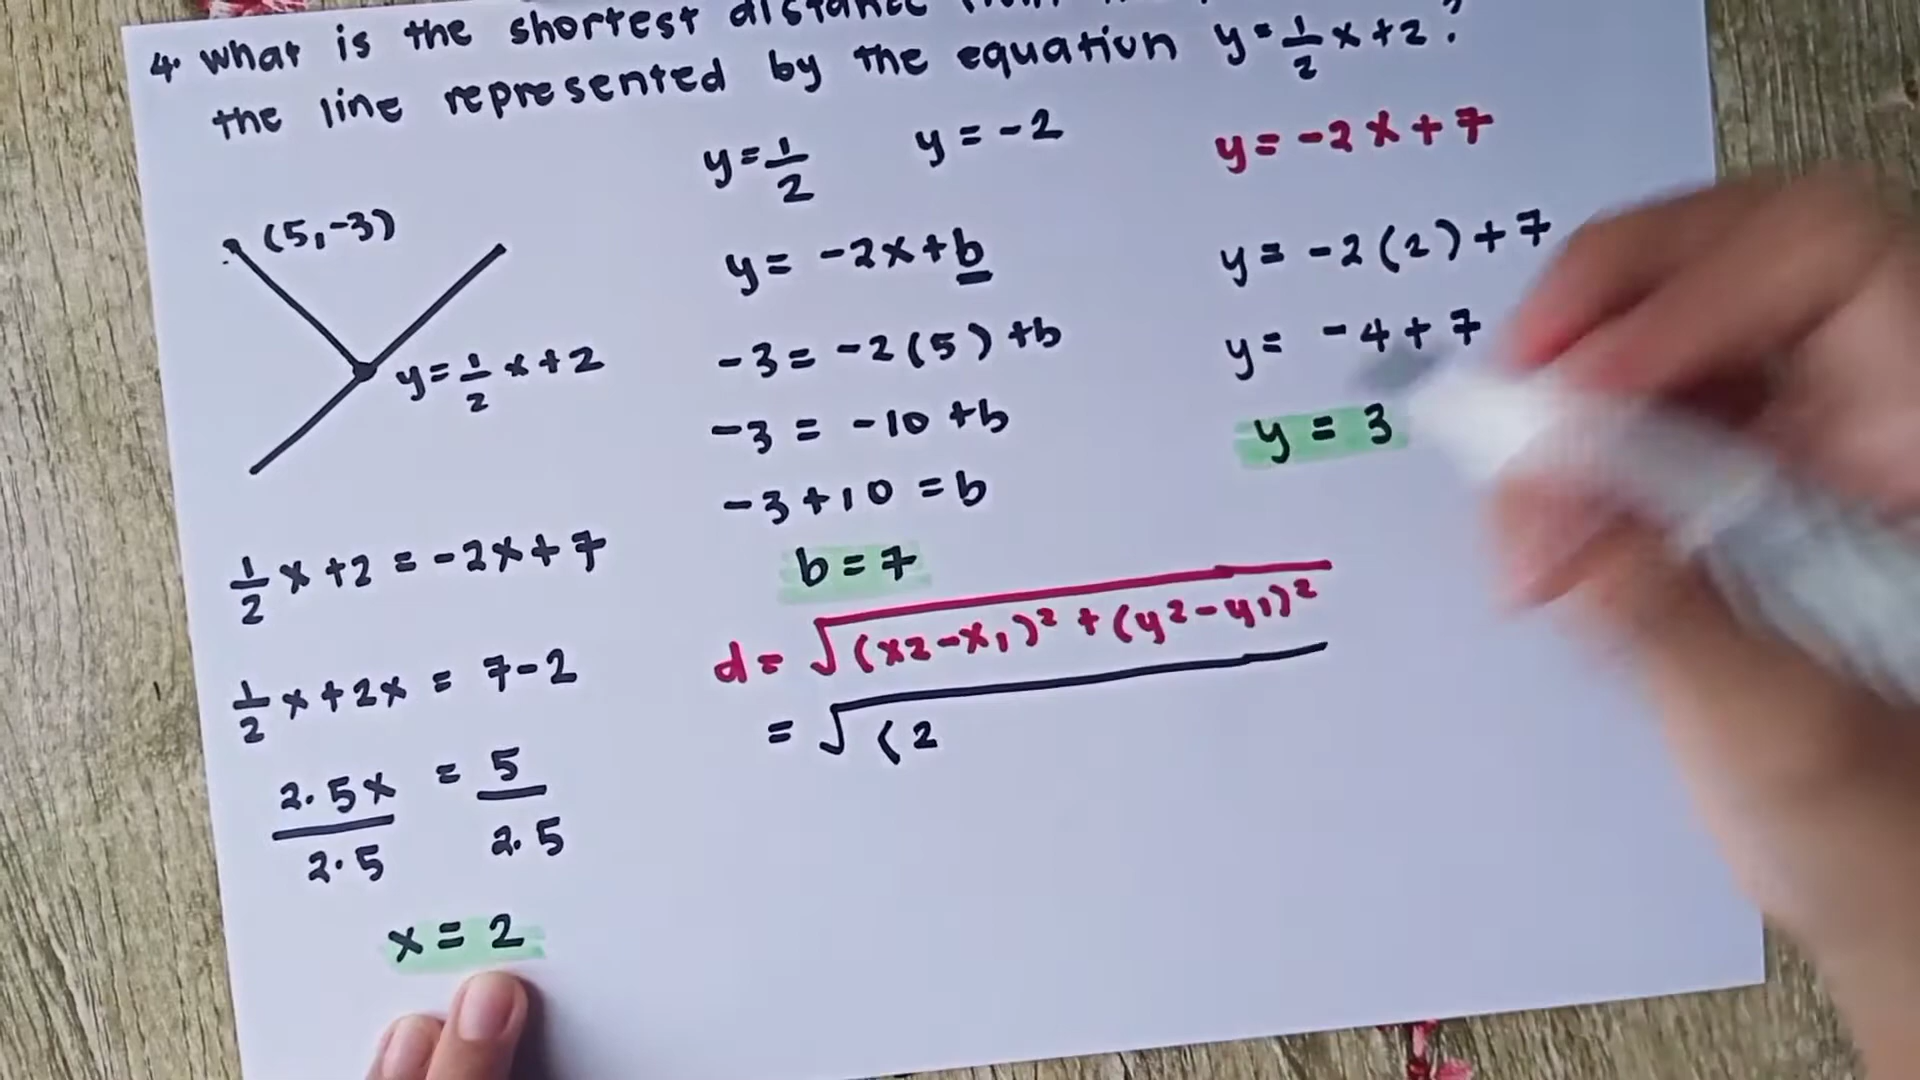 4. What is the shortest distance
the line represented by the equation y = 1/2 x + 2?
(5, -3)
y = 1/2 x + 2
1/2 x + 2 = -2x + 7
1/2 x + 2x = 7 - 2
2.5x/2.5 = 5/2.5
x = 2
y = 1/2
y = -2
y = -2x + b
-3 = -2(5) + b
-3 = -10 + b
-3 + 10 = b
b = 7
y = -2x + 7
y = -2(2) + 7
y = -4 + 7
y = 3
d = √(x2 - x1)² + (y2 - y1)²
= √(2